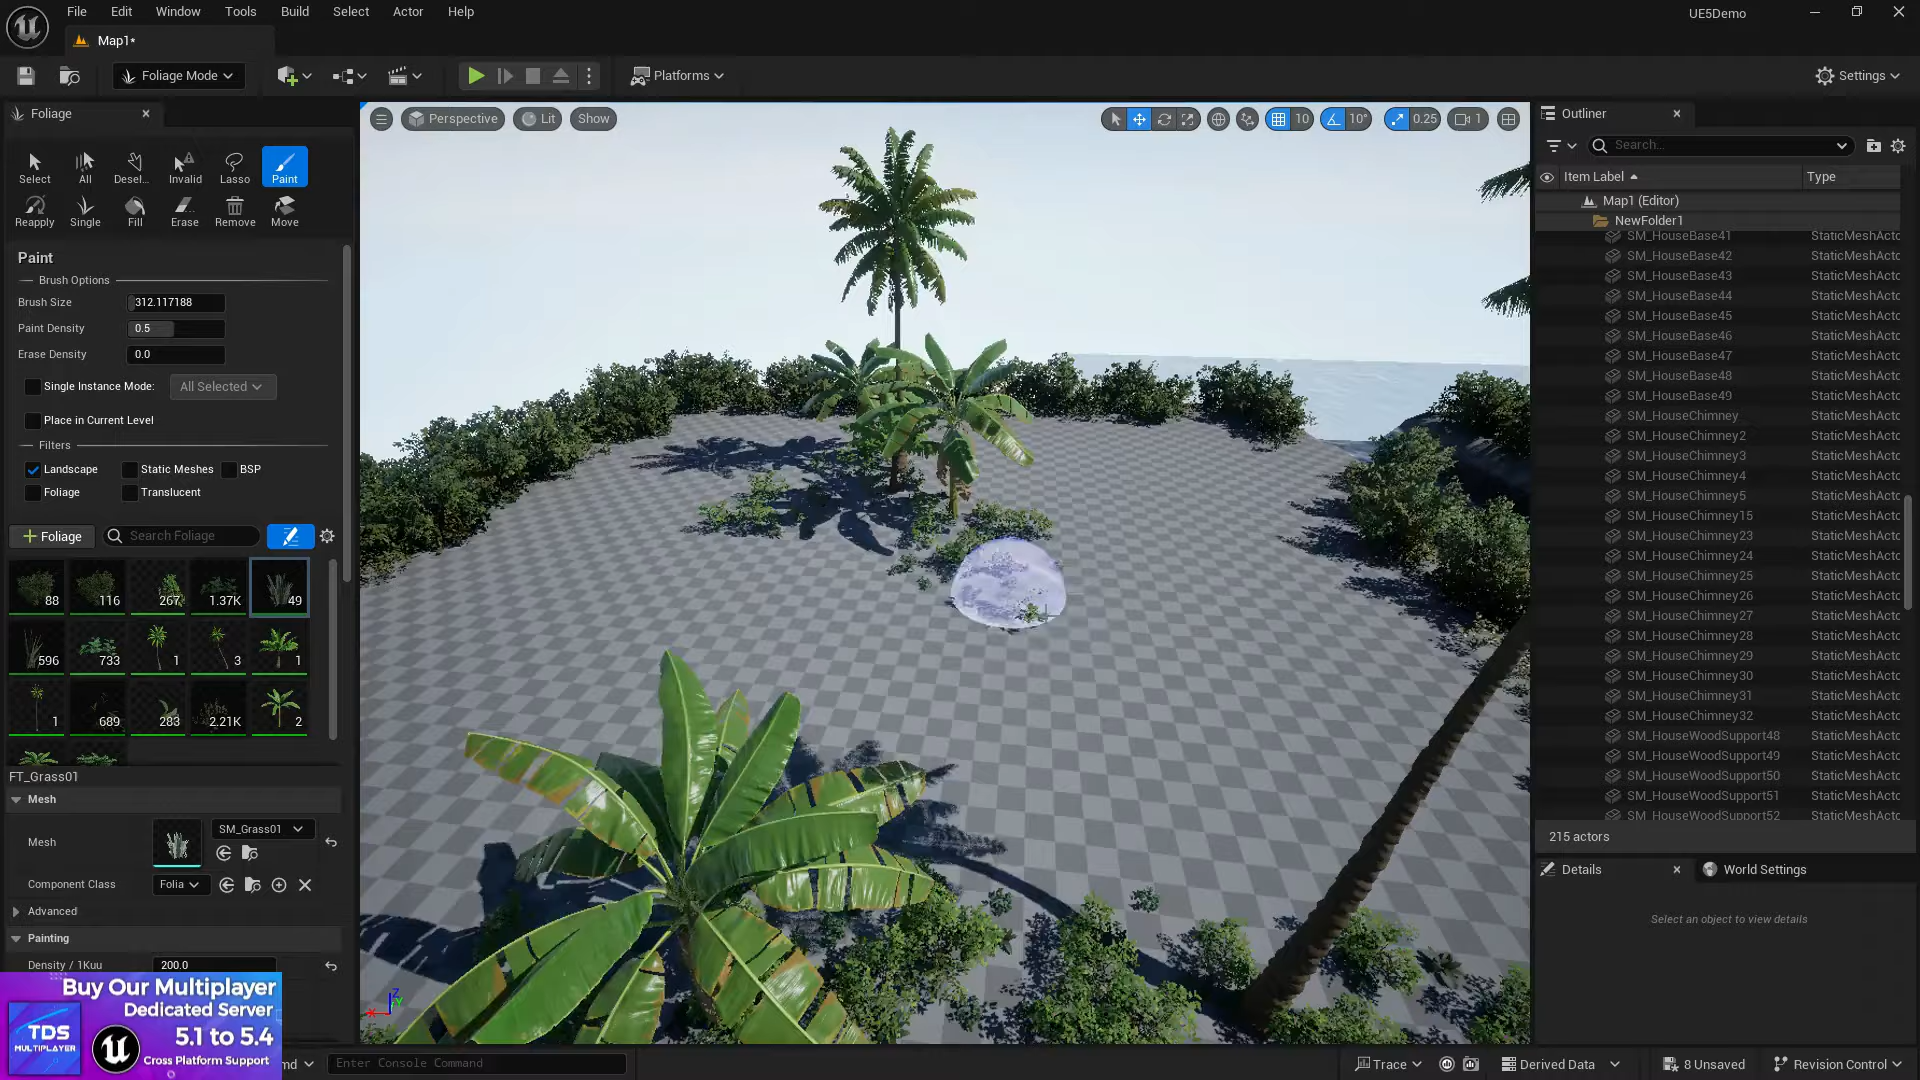 File Edit Window Tools Build Select Actor Help
UE5Demo
Map1*
Foliage Mode
Platforms
Settings
Foliage
Select All Desel... Invalid Lasso Paint
Reapply Single Fill Erase Remove Move
Paint
Brush Options
Brush Size 312.117188
Paint Density 0.5
Erase Density 0.0
Single Instance Mode: All Selected
Place in Current Level
Filters
Landscape Static Meshes BSP
Foliage Translucent
Foliage Search Foliage
88 116 267 1.37K 49
596 733 1 3 1
1 689 283 2.21K 2
FT_Grass01
Mesh
Mesh SM_Grass01
Component Class Folia
Advanced
Painting
Density / 1Kuu 200.0
Buy Our Multiplayer
Dedicated Server
5.1 to 5.4
Cross Platform Support
TDS
MULTIPLAYER
Perspective Lit Show
10 10° 0.25 1
Z
Y
X
Outliner
Search...
Item Label Type
Map1 (Editor)
NewFolder1
SM_HouseBase41 StaticMeshActo
SM_HouseBase42 StaticMeshActo
SM_HouseBase43 StaticMeshActo
SM_HouseBase44 StaticMeshActo
SM_HouseBase45 StaticMeshActo
SM_HouseBase46 StaticMeshActo
SM_HouseBase47 StaticMeshActo
SM_HouseBase48 StaticMeshActo
SM_HouseBase49 StaticMeshActo
SM_HouseChimney StaticMeshActo
SM_HouseChimney2 StaticMeshActo
SM_HouseChimney3 StaticMeshActo
SM_HouseChimney4 StaticMeshActo
SM_HouseChimney5 StaticMeshActo
SM_HouseChimney15 StaticMeshActo
SM_HouseChimney23 StaticMeshActo
SM_HouseChimney24 StaticMeshActo
SM_HouseChimney25 StaticMeshActo
SM_HouseChimney26 StaticMeshActo
SM_HouseChimney27 StaticMeshActo
SM_HouseChimney28 StaticMeshActo
SM_HouseChimney29 StaticMeshActo
SM_HouseChimney30 StaticMeshActo
SM_HouseChimney31 StaticMeshActo
SM_HouseChimney32 StaticMeshActo
SM_HouseWoodSupport48 StaticMeshActo
SM_HouseWoodSupport49 StaticMeshActo
SM_HouseWoodSupport50 StaticMeshActo
SM_HouseWoodSupport51 StaticMeshActo
SM_HouseWoodSupport52 StaticMeshActo
215 actors
Details World Settings
Select an object to view details
md Enter Console Command
Trace Derived Data 8 Unsaved Revision Control